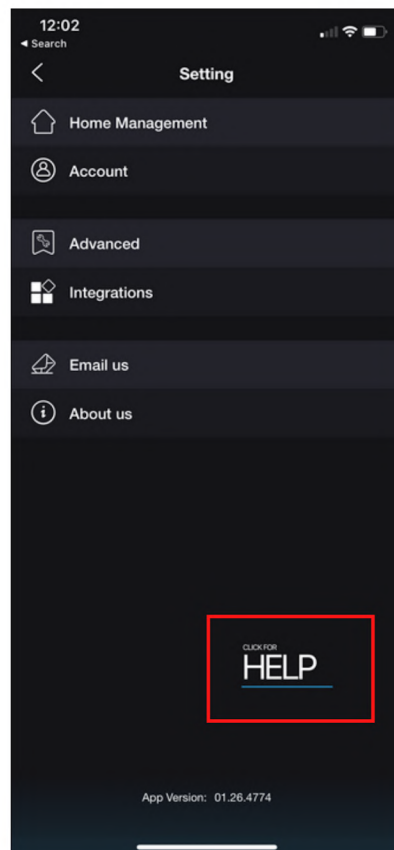 12:02
◀ Search
Setting
Home Management
Account
Advanced
Integrations
Email us
About us
CLICK FOR
HELP
App Version: 01.26.4774